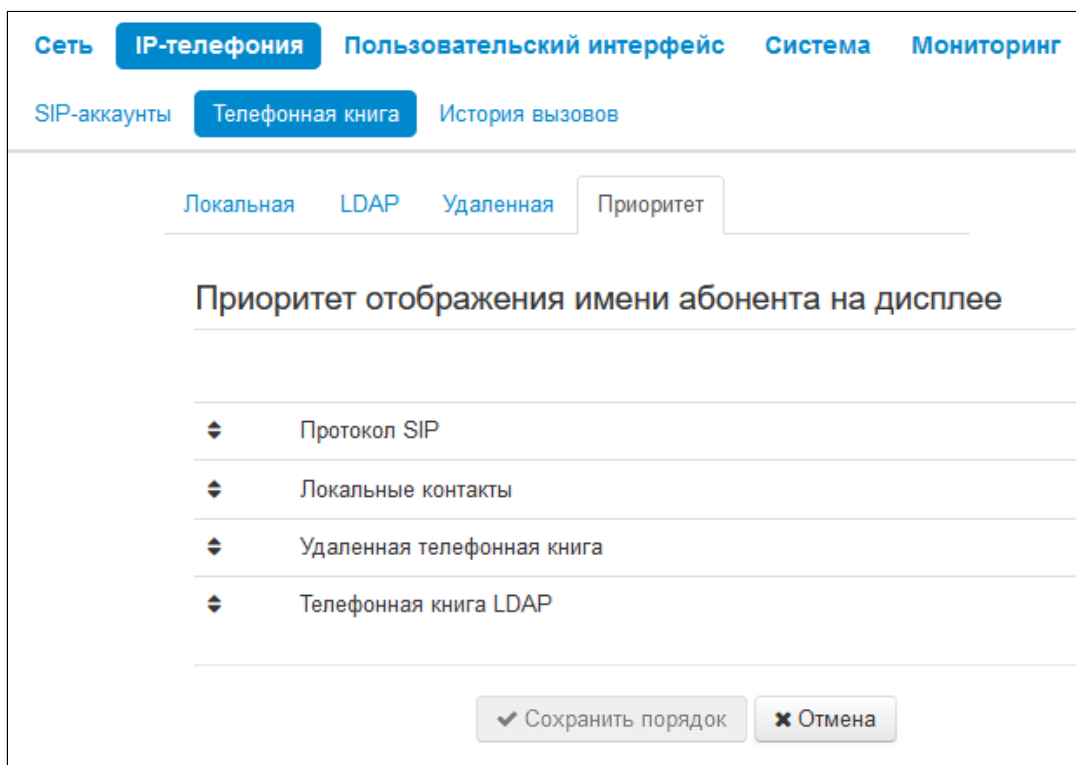 Сеть IP-телефония Пользовательский интерфейс Система Мониторинг
SIP-аккаунты Телефонная книга История вызовов
Локальная LDAP Удаленная Приоритет
Приоритет отображения имени абонента на дисплее
Протокол SIP
Локальные контакты
Удаленная телефонная книга
Телефонная книга LDAP
Сохранить порядок Отмена